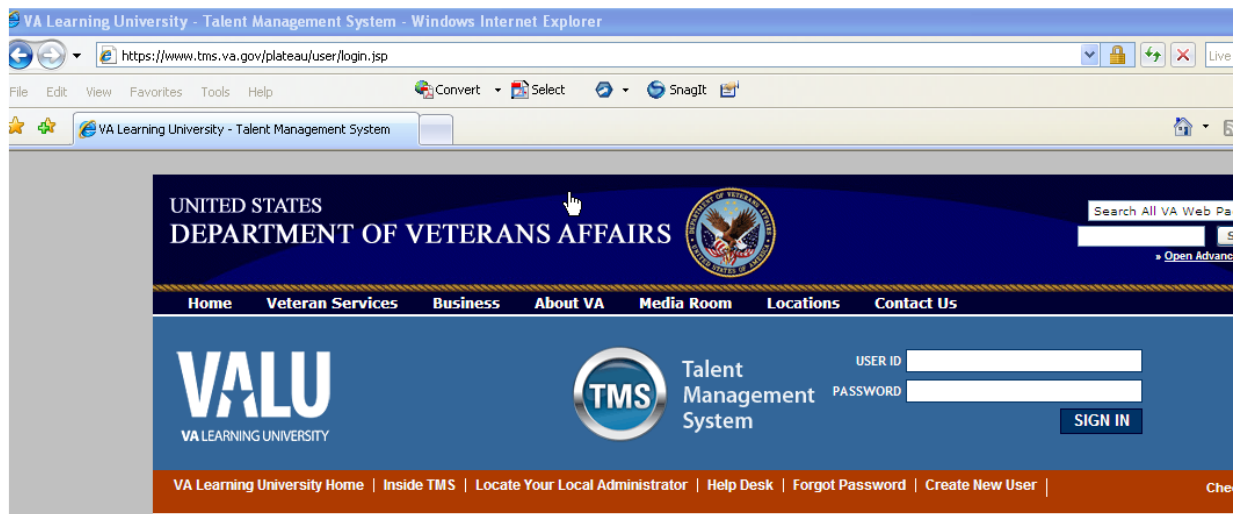 VA Learning University - Talent Management System - Windows Internet Explorer
https://www.tms.va.gov/plateau/user/login.jsp
Live
File Edit View Favorites Tools Help Convert Select SnagIt
VA Learning University - Talent Management System
UNITED STATES
DEPARTMENT OF VETERANS AFFAIRS
Search All VA Web Pa
S
» Open Advanc
Home Veteran Services Business About VA Media Room Locations Contact Us
VALU
VA LEARNING UNIVERSITY
TMS
Talent
Management
System
USER ID
PASSWORD
SIGN IN
VA Learning University Home | Inside TMS | Locate Your Local Administrator | Help Desk | Forgot Password | Create New User |
Che